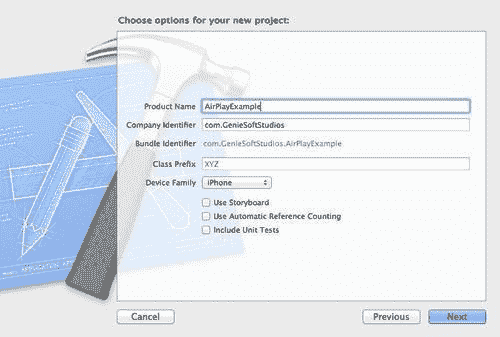 Choose options for your new project:
Product Name AirPlayExample
Company Identifier com.GenieSoftStudios
Bundle Identifier com.GenieSoftStudios.AirPlayExample
Class Prefix XYZ
Device Family iPhone
Use Storyboard
Use Automatic Reference Counting
Include Unit Tests
Cancel Previous Next